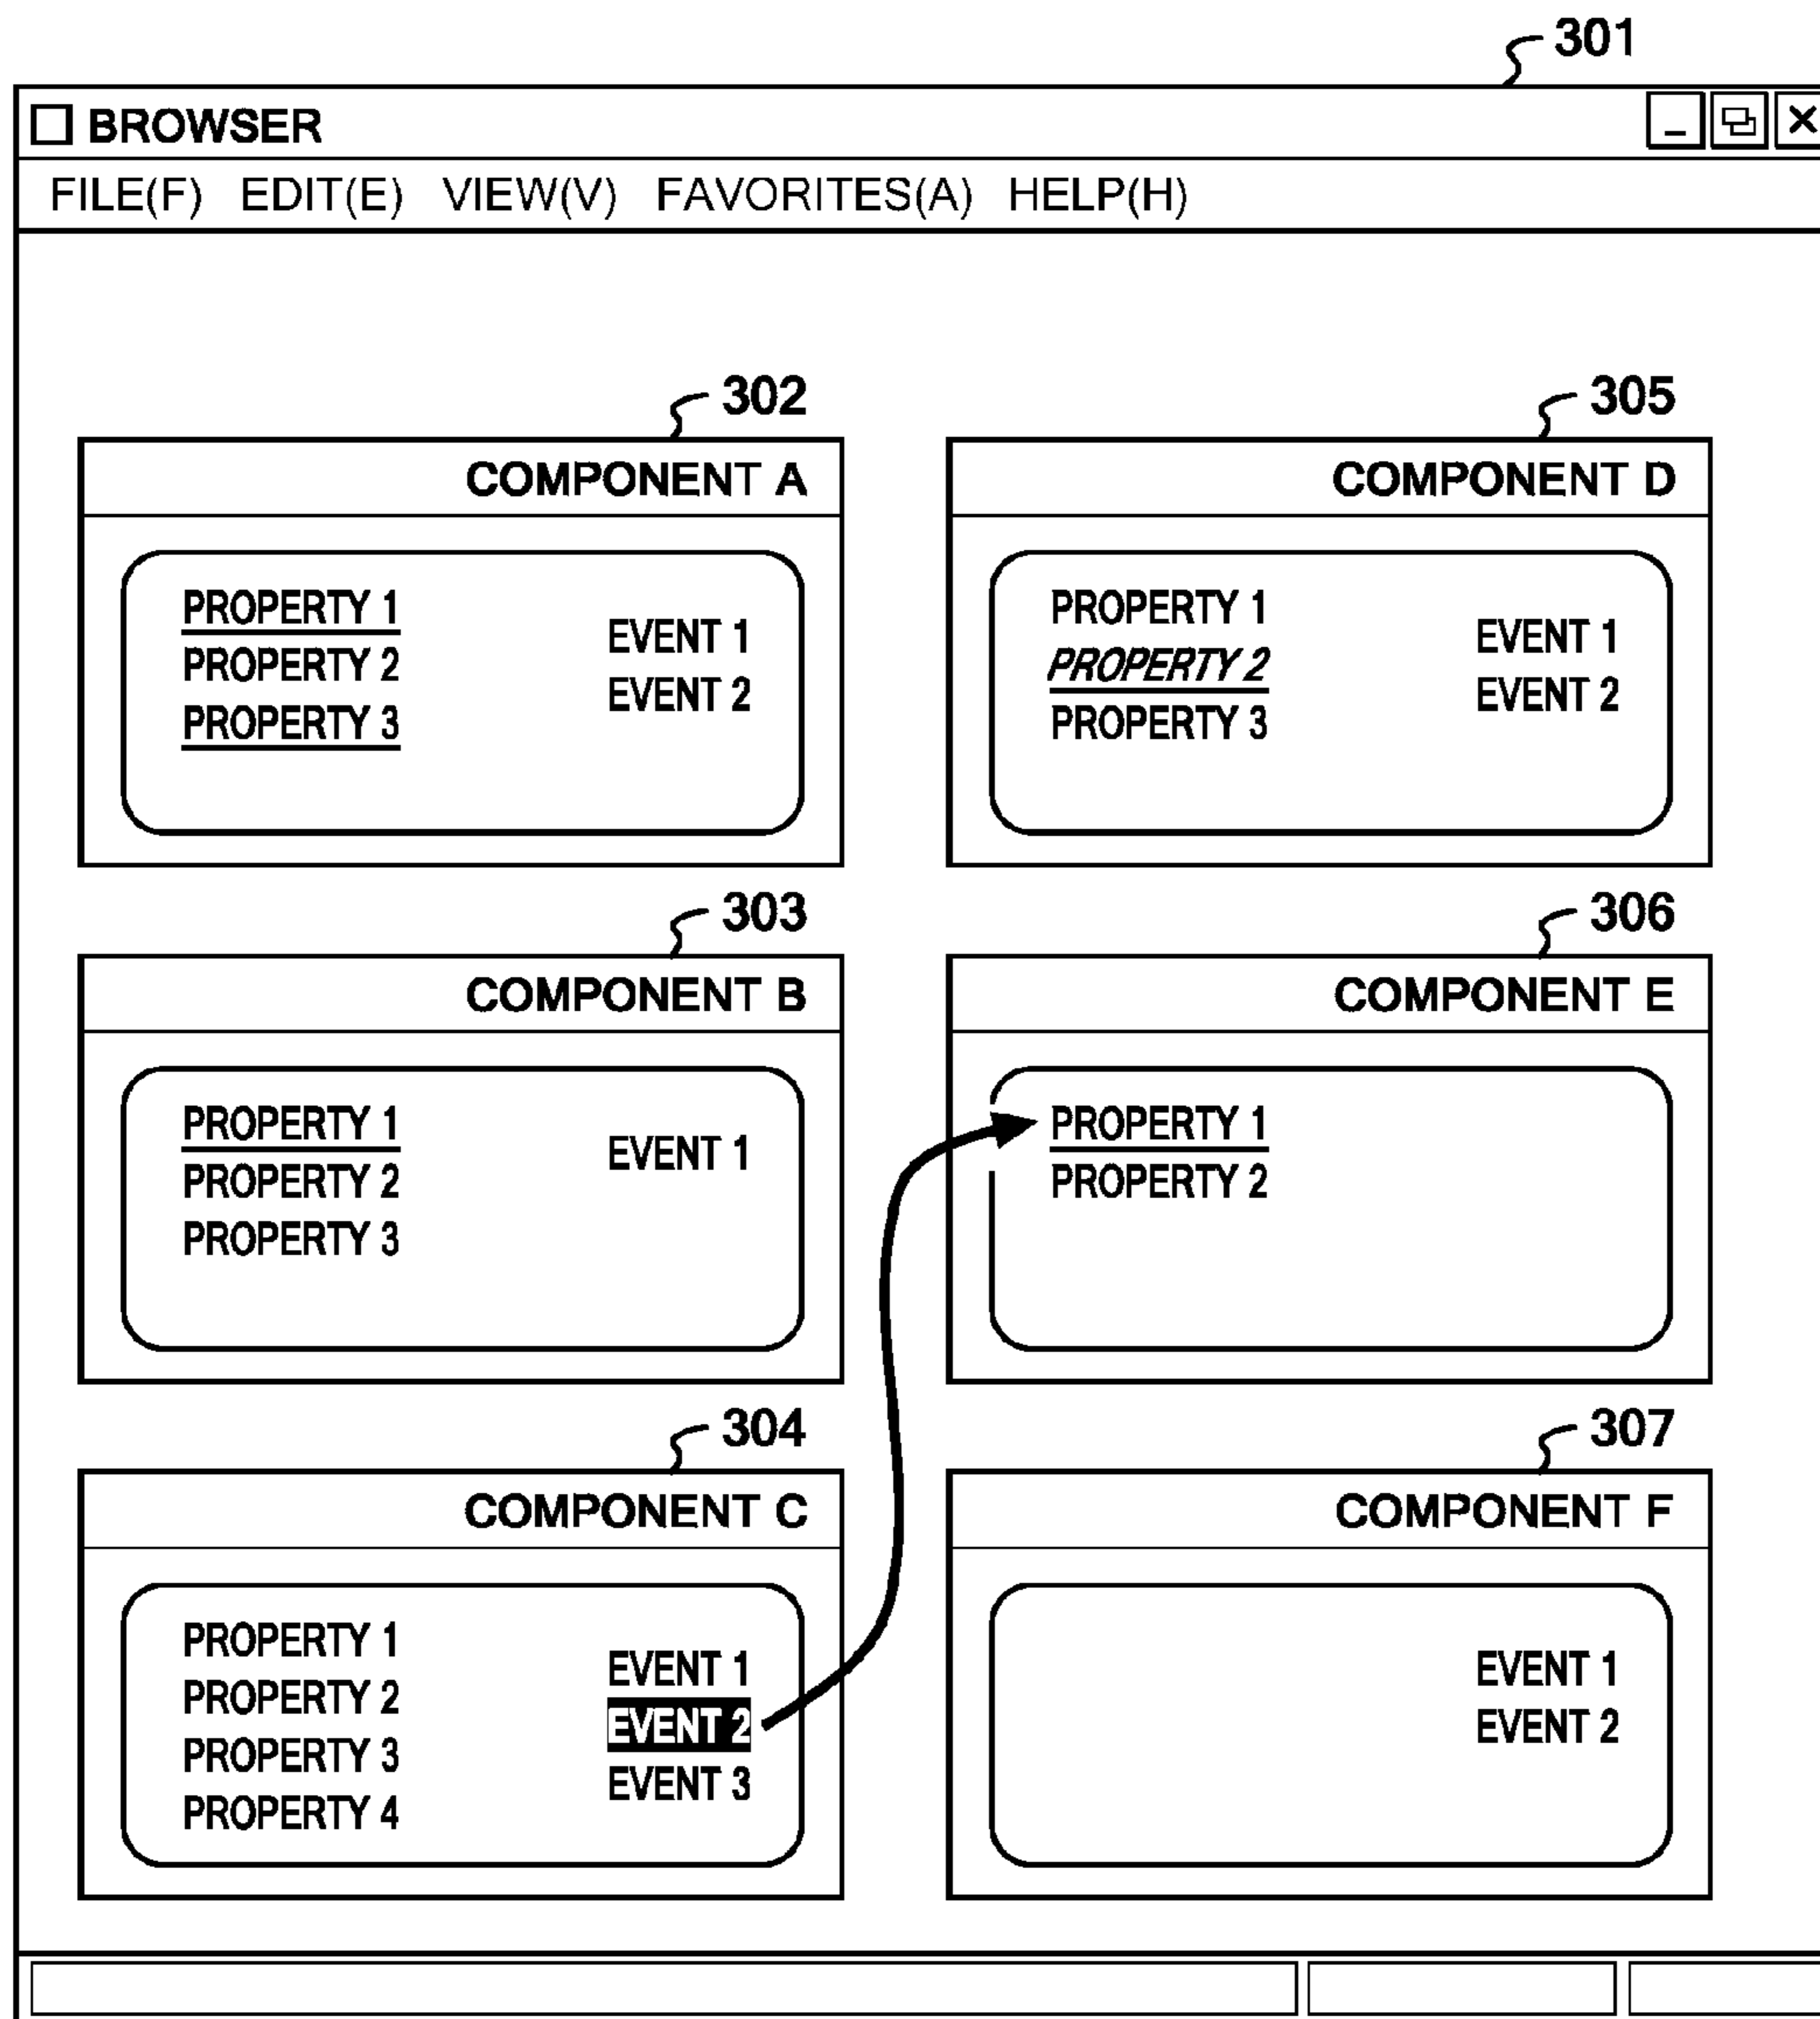 301
BROWSER
FILE(F) EDIT(E) VIEW(V) FAVORITES(A) HELP(H)
302
COMPONENT A
PROPERTY 1
PROPERTY 2
PROPERTY 3
EVENT 1
EVENT 2
305
COMPONENT D
PROPERTY 1
PROPERTY 2
PROPERTY 3
EVENT 1
EVENT 2
303
COMPONENT B
PROPERTY 1
PROPERTY 2
PROPERTY 3
EVENT 1
306
COMPONENT E
PROPERTY 1
PROPERTY 2
304
COMPONENT C
PROPERTY 1
PROPERTY 2
PROPERTY 3
PROPERTY 4
EVENT 1
EVENT 2
EVENT 3
307
COMPONENT F
EVENT 1
EVENT 2